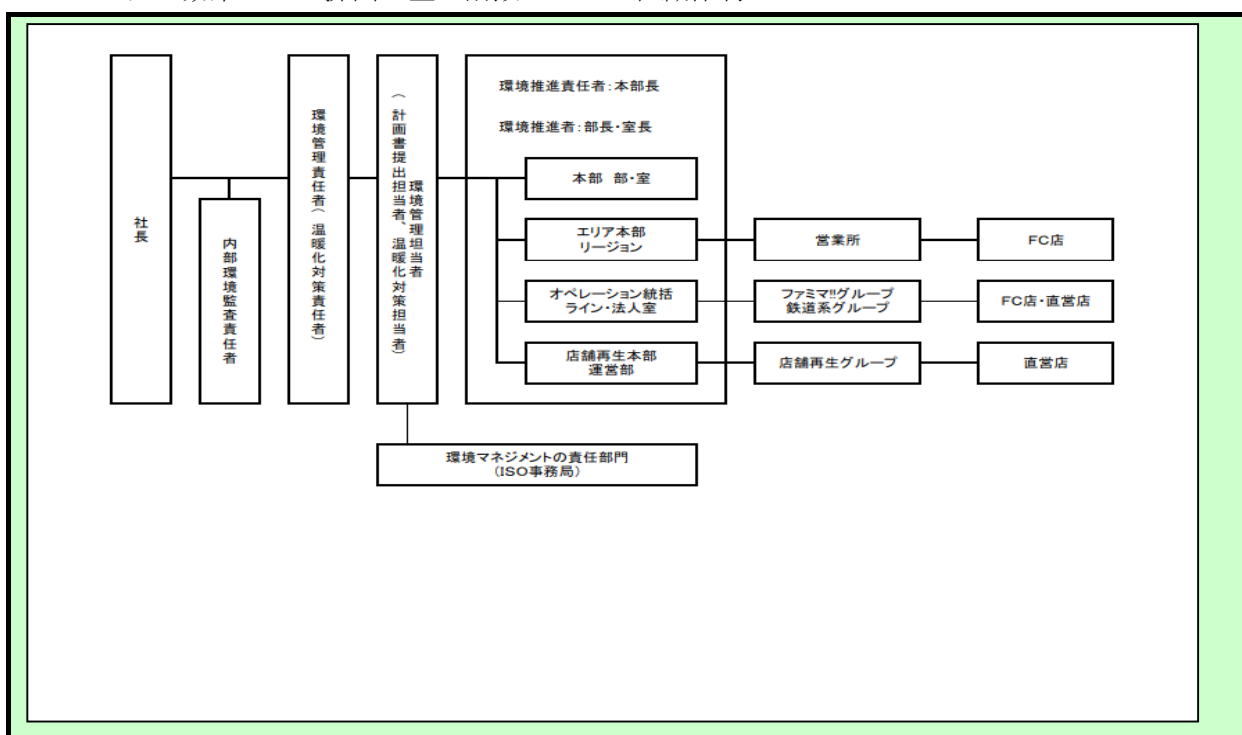 社長
内部環境監査責任者
環境管理責任者(温暖化対策責任者)
環境管理担当者
(計画書提出担当者、温暖化対策担当者)
環境推進責任者:本部長
環境推進者:部長・室長
本部 部・室
エリア本部
リージョン
営業所
FC店
オペレーション統括
ライン・法人室
ファミマ!!グループ
鉄道系グループ
FC店・直営店
店舗再生本部
運営部
店舗再生グループ
直営店
環境マネジメントの責任部門
(ISO事務局)